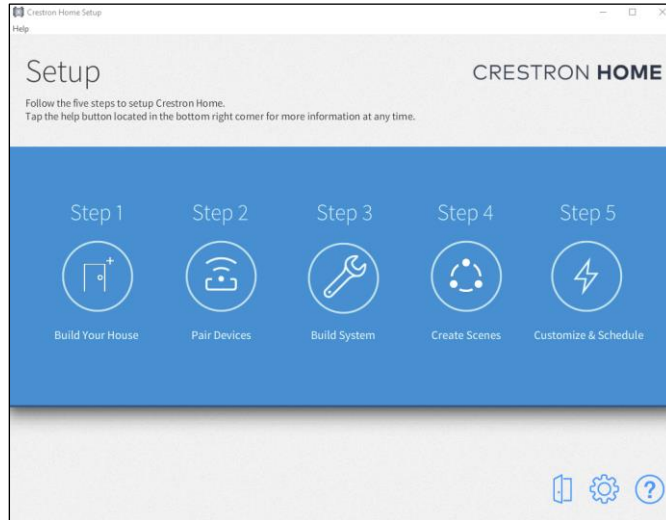 Crestron Home Setup
Help
Setup
CRESTRON HOME
Follow the five steps to setup Crestron Home.
Tap the help button located in the bottom right corner for more information at any time.
Step 1
Step 2
Step 3
Step 4
Step 5
Build Your House
Pair Devices
Build System
Create Scenes
Customize & Schedule
?